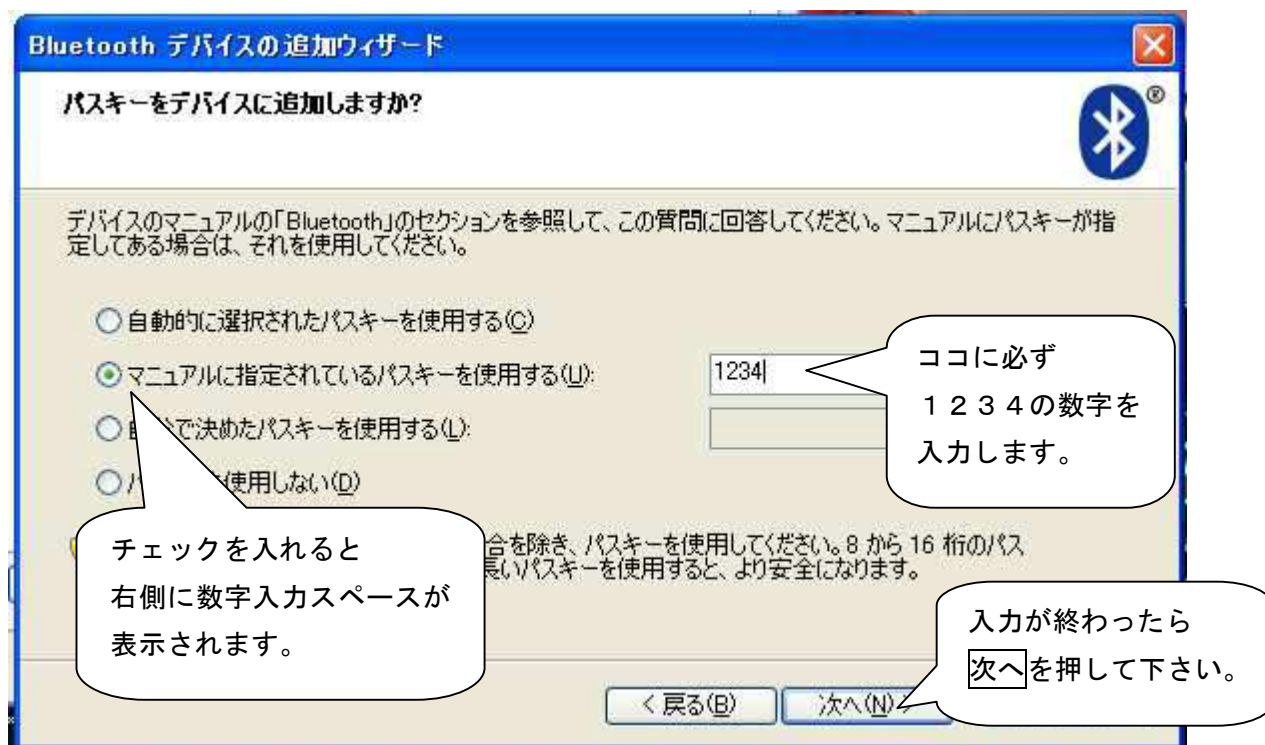 Bluetooth デバイスの追加ウィザード
パスキーをデバイスに追加しますか?
®
デバイスのマニュアルの「Bluetooth」のセクションを参照して、この質問に回答してください。マニュアルにパスキーが指
定してある場合は、それを使用してください。
自動的に選択されたパスキーを使用する(C)
マニュアルに指定されているパスキーを使用する(U):
1234
で決めたパスキーを使用する(L):
使用しない(D)
ココに必ず
1234の数字を
入力します。
チェックを入れると
右側に数字入力スペースが
表示されます。
合を除き、パスキーを使用してください。8 から 16 桁のパス
長いパスキーを使用すると、より安全になります。
入力が終わったら
次へを押して下さい。
< 戻る(B)
次へ(N) >